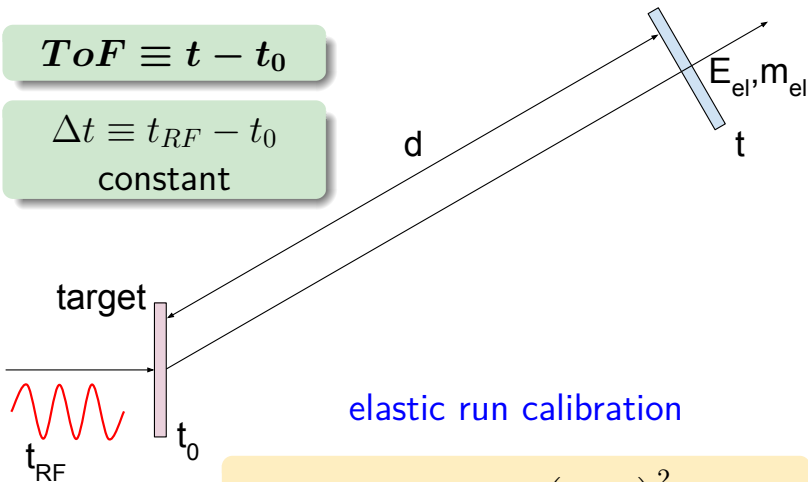 ToF ≡ t − t₀
Δt ≡ t_RF − t₀
constant
E_el,m_el
d
t
target
elastic run calibration
t₀
t_RF